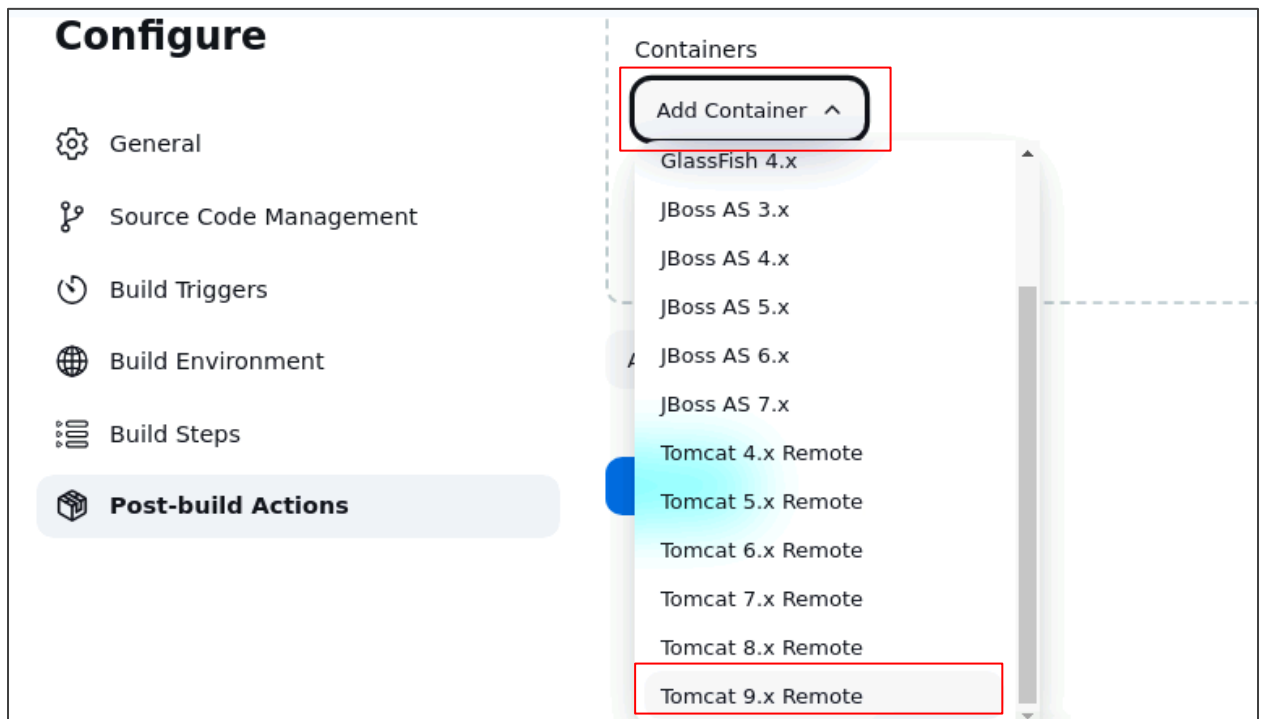 Configure
General
Source Code Management
Build Triggers
Build Environment
Build Steps
Post-build Actions
Containers
Add Container
GlassFish 4.x
JBoss AS 3.x
JBoss AS 4.x
JBoss AS 5.x
JBoss AS 6.x
JBoss AS 7.x
Tomcat 4.x Remote
Tomcat 5.x Remote
Tomcat 6.x Remote
Tomcat 7.x Remote
Tomcat 8.x Remote
Tomcat 9.x Remote